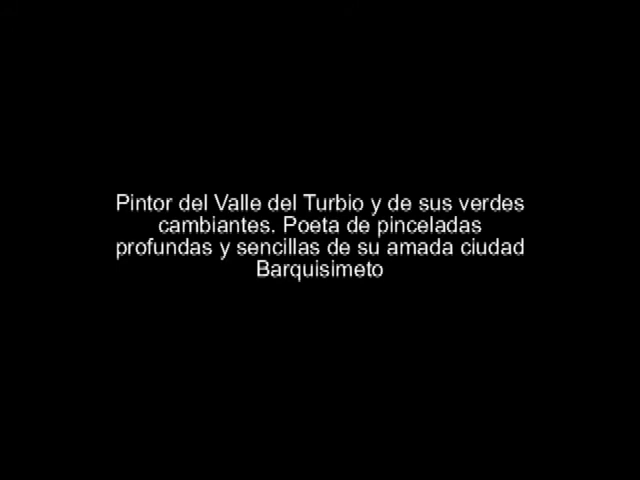 Pintor del Valle del Turbio y de sus verdes
cambiantes. Poeta de pinceladas
profundas y sencillas de su amada ciudad
Barquisimeto